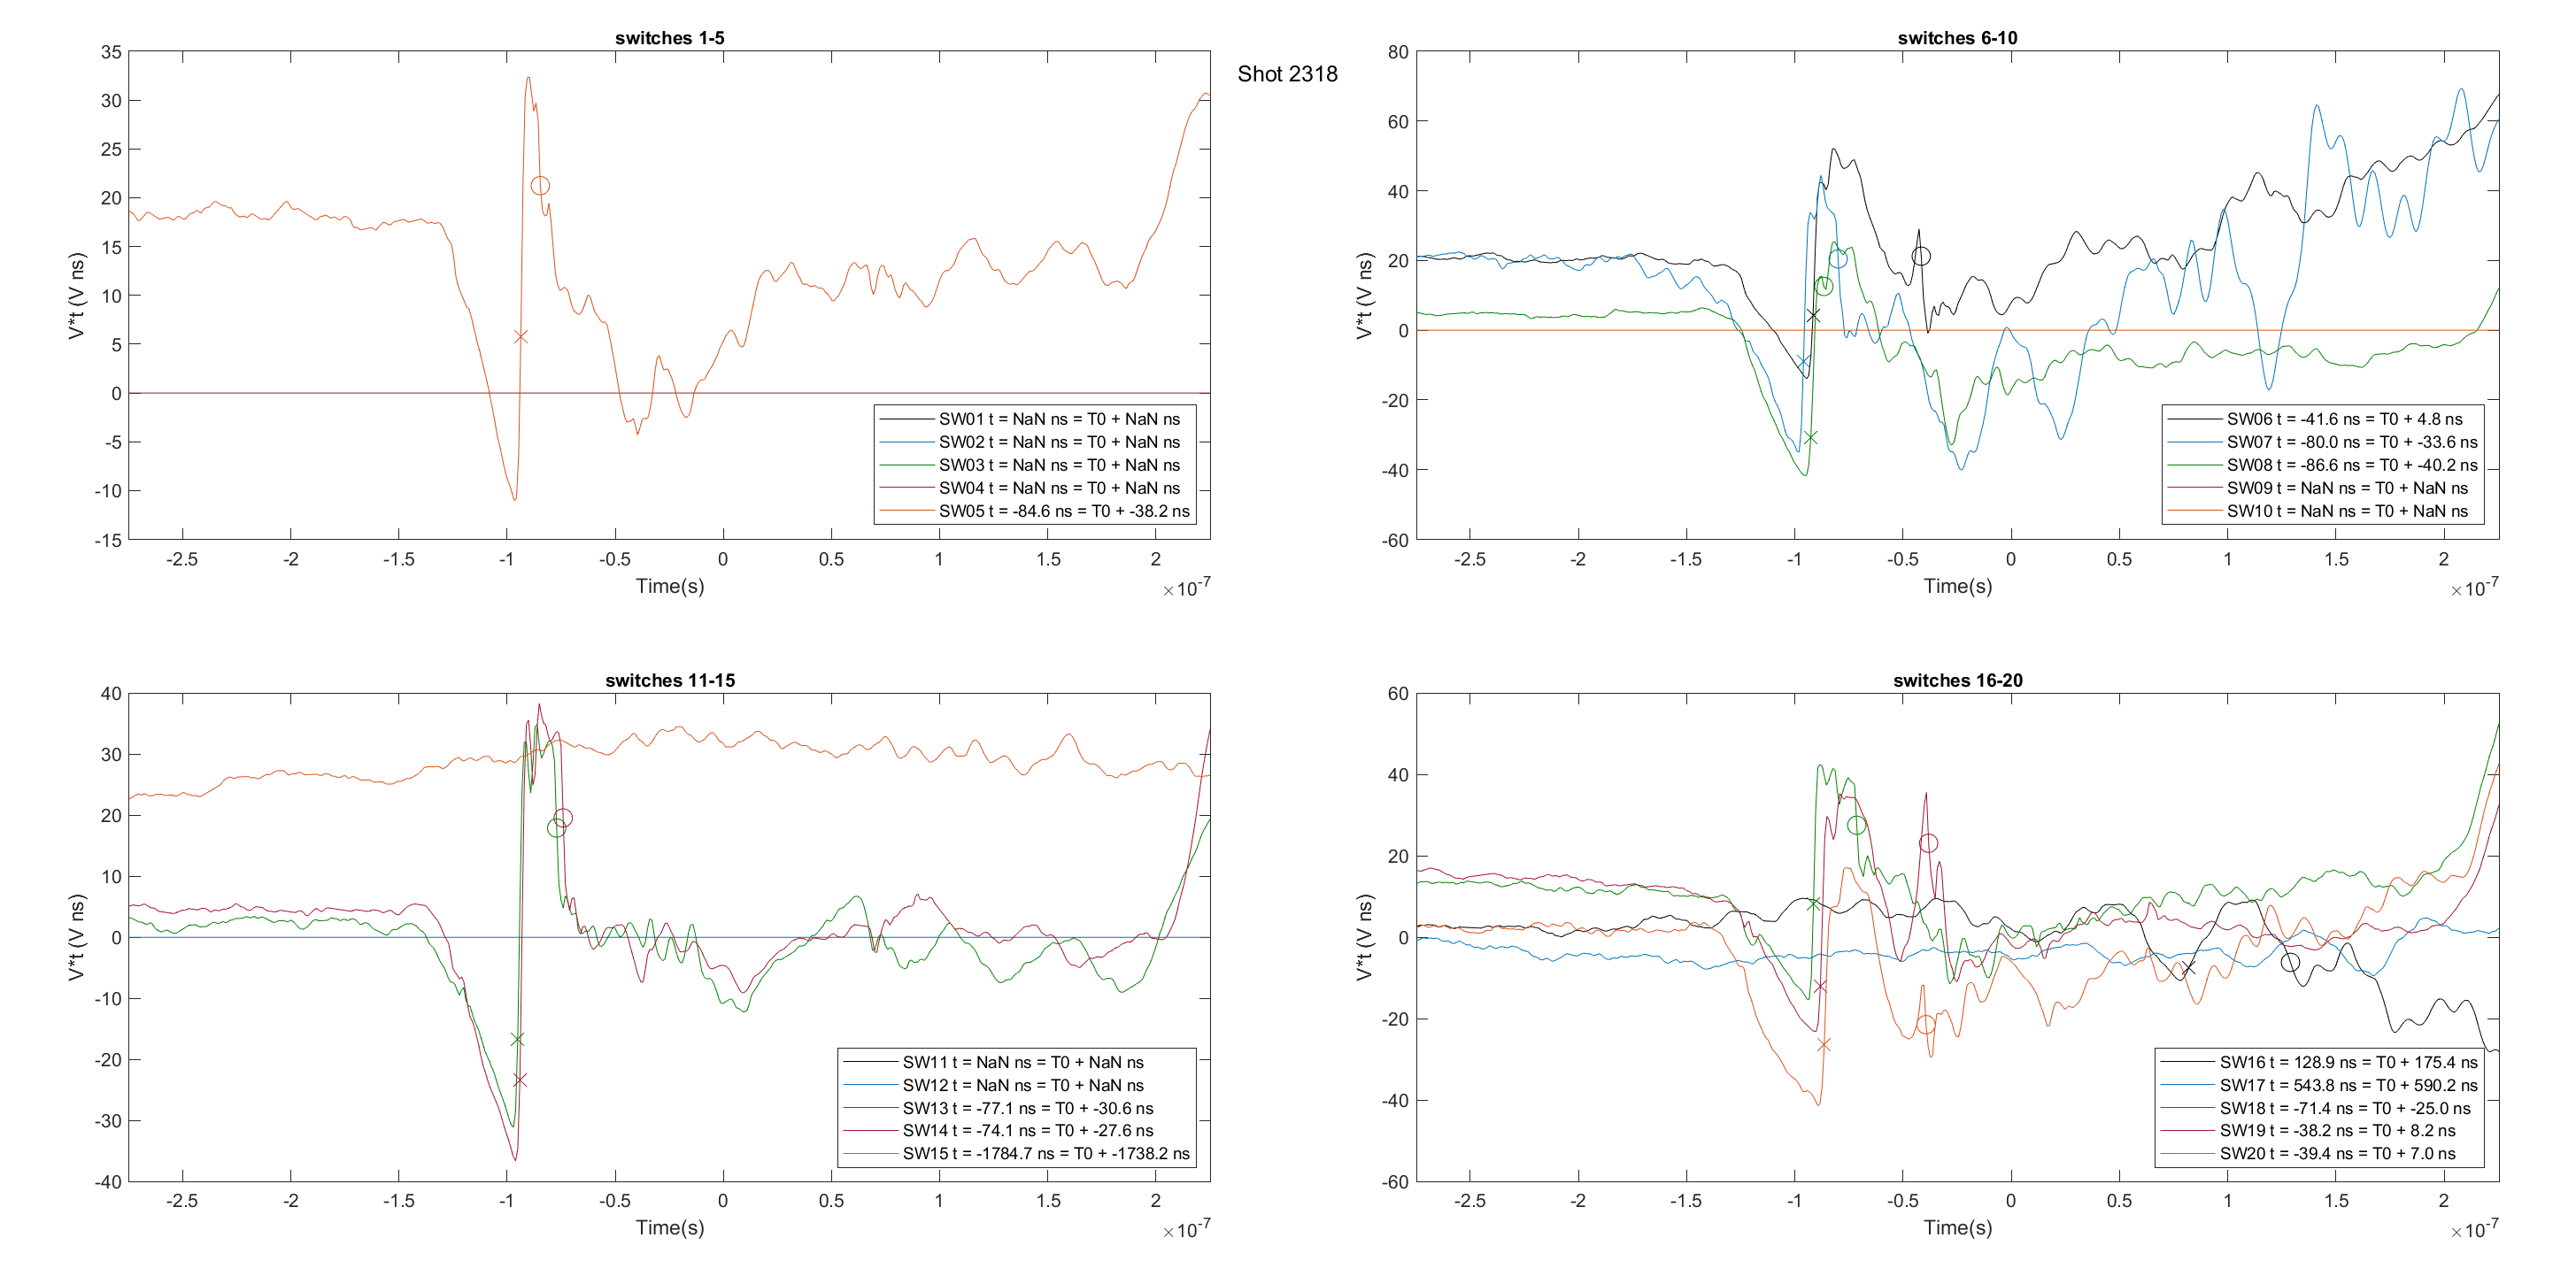 Shot 2318
switches 1-5
35
30
25
20
15
10
5
0
-5
-10
-15
V*t (V ns)
-2.5 -2 -1.5 -1 -0.5 0 0.5 1 1.5 2
Time(s)
×10-7
SW01 t = NaN ns = T0 + NaN ns
SW02 t = NaN ns = T0 + NaN ns
SW03 t = NaN ns = T0 + NaN ns
SW04 t = NaN ns = T0 + NaN ns
SW05 t = -84.6 ns = T0 + -38.2 ns
switches 6-10
80
60
40
20
0
-20
-40
-60
V*t (V ns)
-2.5 -2 -1.5 -1 -0.5 0 0.5 1 1.5 2
Time(s)
×10-7
SW06 t = -41.6 ns = T0 + 4.8 ns
SW07 t = -80.0 ns = T0 + -33.6 ns
SW08 t = -86.6 ns = T0 + -40.2 ns
SW09 t = NaN ns = T0 + NaN ns
SW10 t = NaN ns = T0 + NaN ns
switches 11-15
40
30
20
10
0
-10
-20
-30
-40
V*t (V ns)
-2.5 -2 -1.5 -1 -0.5 0 0.5 1 1.5 2
Time(s)
×10-7
SW11 t = NaN ns = T0 + NaN ns
SW12 t = NaN ns = T0 + NaN ns
SW13 t = -77.1 ns = T0 + -30.6 ns
SW14 t = -74.1 ns = T0 + -27.6 ns
SW15 t = -1784.7 ns = T0 + -1738.2 ns
switches 16-20
60
40
20
0
-20
-40
-60
V*t (V ns)
-2.5 -2 -1.5 -1 -0.5 0 0.5 1 1.5 2
Time(s)
×10-7
SW16 t = 128.9 ns = T0 + 175.4 ns
SW17 t = 543.8 ns = T0 + 590.2 ns
SW18 t = -71.4 ns = T0 + -25.0 ns
SW19 t = -38.2 ns = T0 + 8.2 ns
SW20 t = -39.4 ns = T0 + 7.0 ns